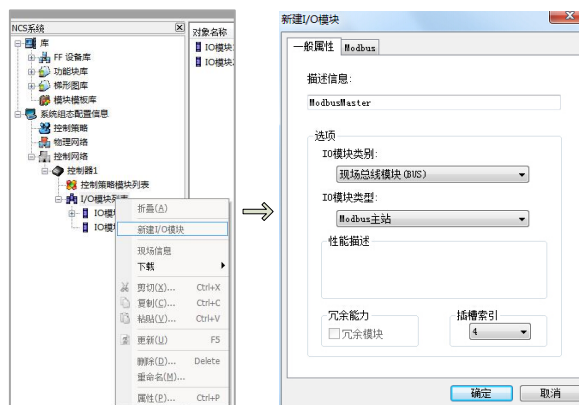 NCS系统
库
FF 设备库
功能块库
梯形图库
模块模板库
系统组态配置信息
控制策略
物理网络
控制网络
控制器1
控制策略模块列表
I/O模块列表
IO模
IO模
对象名称
IO模块
IO模块
折叠(A)
新建I/O模块
现场信息
下载
剪切(X)... Ctrl+X
复制(C)... Ctrl+C
粘贴(V)... Ctrl+V
更新(U) F5
删除(D)... Delete
重命名(M)...
属性(P)... Ctrl+P
新建I/O模块
一般属性 Modbus
描述信息:
ModbusMaster
选项
IO模块类别:
现场总线模块(BUS)
IO模块类型:
Modbus主站
性能描述
冗余能力 插槽索引
冗余模块 4
确定 取消